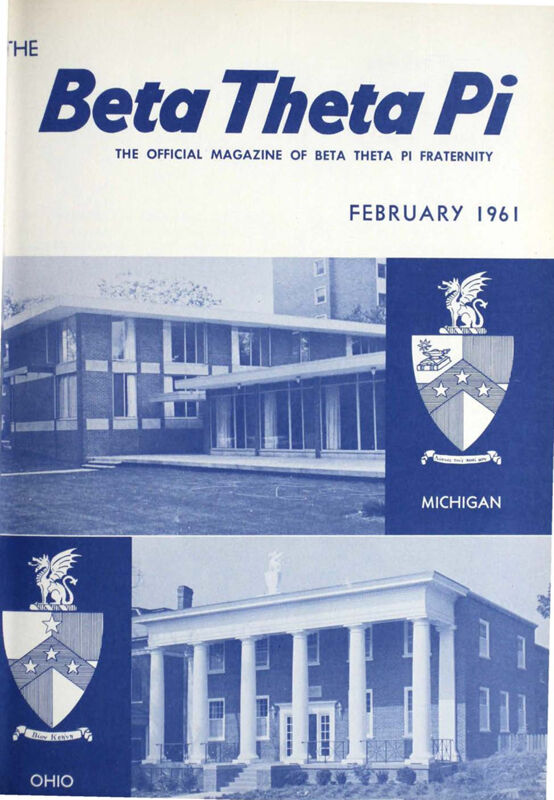 THE
Beta Theta Pi
THE OFFICIAL MAGAZINE OF BETA THETA PI FRATERNITY
FEBRUARY 1961
MICHIGAN
OHIO